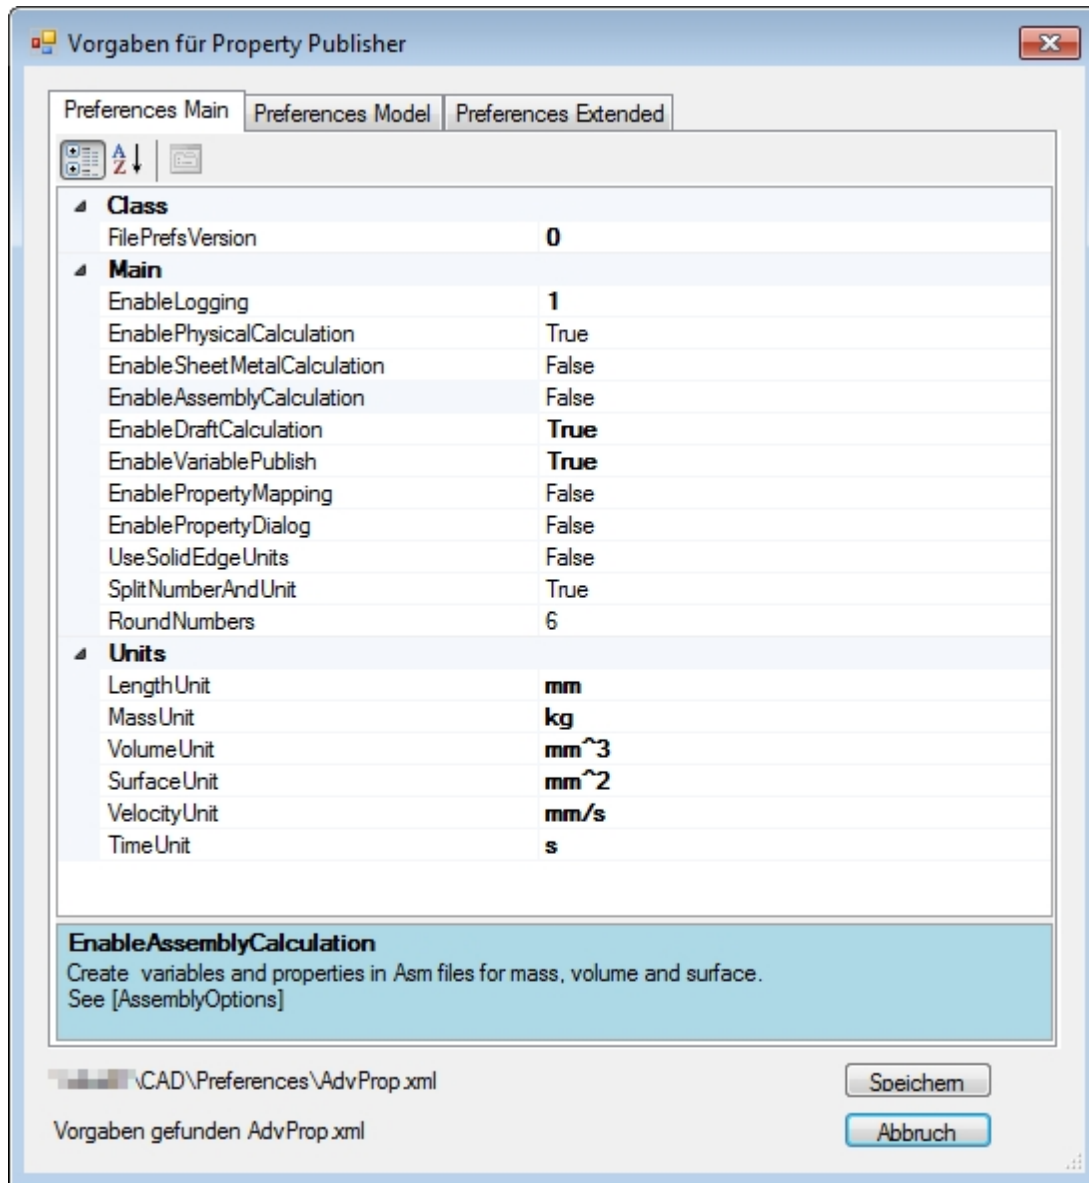 Vorgaben für Property Publisher
Preferences Main Preferences Model Preferences Extended
Class
FilePrefsVersion 0
Main
EnableLogging 1
EnablePhysicalCalculation True
EnableSheetMetalCalculation False
EnableAssemblyCalculation False
EnableDraftCalculation True
EnableVariablePublish True
EnablePropertyMapping False
EnablePropertyDialog False
UseSolidEdgeUnits False
SplitNumberAndUnit True
RoundNumbers 6
Units
LengthUnit mm
MassUnit kg
VolumeUnit mm^3
SurfaceUnit mm^2
VelocityUnit mm/s
TimeUnit s
EnableAssemblyCalculation
Create variables and properties in Asm files for mass, volume and surface.
See [AssemblyOptions]
\CAD\Preferences\AdvProp.xml Speichern
Vorgaben gefunden AdvProp.xml Abbruch